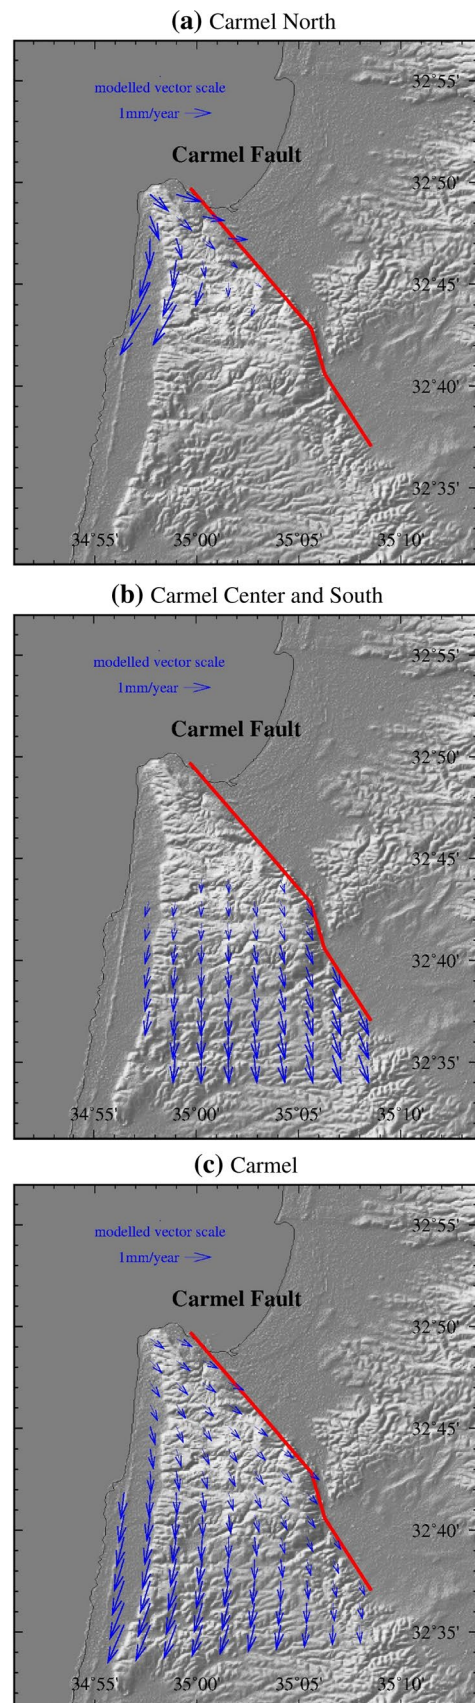 (a) Carmel North
32°55'
modelled vector scale
1mm/year
Carmel Fault
32°50'
32°45'
32°40'
32°35'
34°55' 35°00' 35°05' 35°10'
(b) Carmel Center and South
32°55'
modelled vector scale
1mm/year
Carmel Fault
32°50'
32°45'
32°40'
32°35'
34°55' 35°00' 35°05' 35°10'
(c) Carmel
32°55'
modelled vector scale
1mm/year
Carmel Fault
32°50'
32°45'
32°40'
32°35'
34°55' 35°00' 35°05' 35°10'